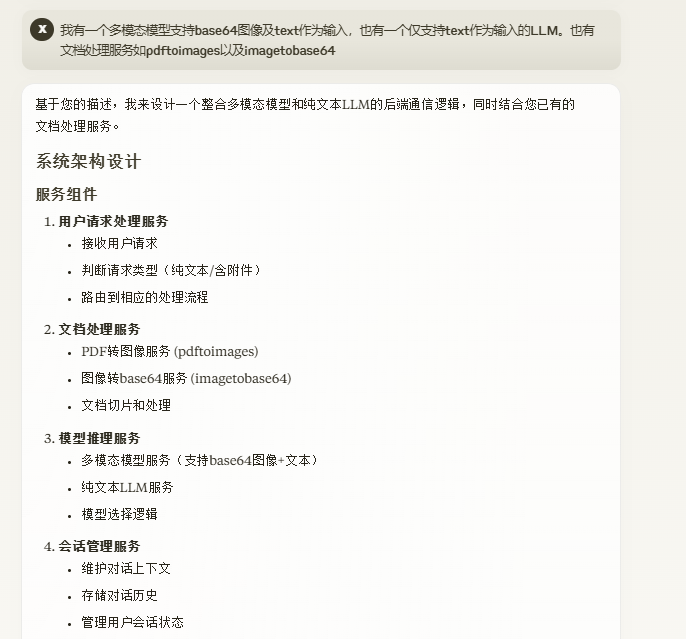 X
我有一个多模态模型支持base64图像及text作为输入，也有一个仅支持text作为输入的LLM。也有
文档处理服务如pdftoimages以及imagetobase64
基于您的描述，我来设计一个整合多模态模型和纯文本LLM的后端通信逻辑，同时结合您已有的
文档处理服务。
系统架构设计
服务组件
1. 用户请求处理服务
• 接收用户请求
• 判断请求类型（纯文本/含附件）
• 路由到相应的处理流程
2. 文档处理服务
• PDF转图像服务 (pdftoimages)
• 图像转base64服务 (imagetobase64)
• 文档切片和处理
3. 模型推理服务
• 多模态模型服务（支持base64图像+文本）
• 纯文本LLM服务
• 模型选择逻辑
4. 会话管理服务
• 维护对话上下文
• 存储对话历史
• 管理用户会话状态